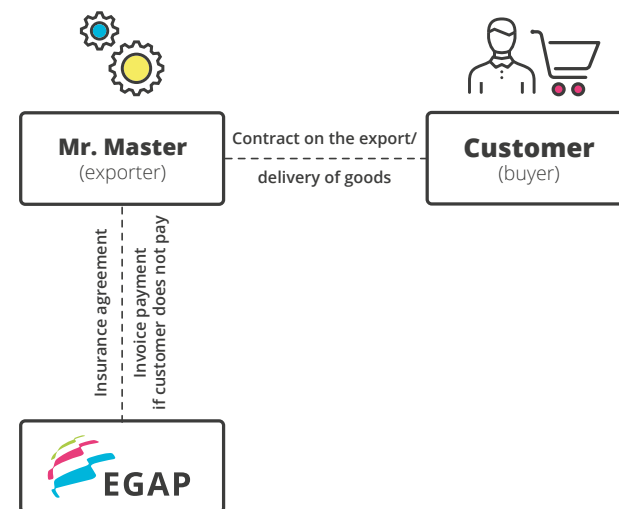 Mr. Master
(exporter)
Contract on the export/
delivery of goods
Customer
(buyer)
Insurance agreement
Invoice payment
if customer does not pay
EGAP